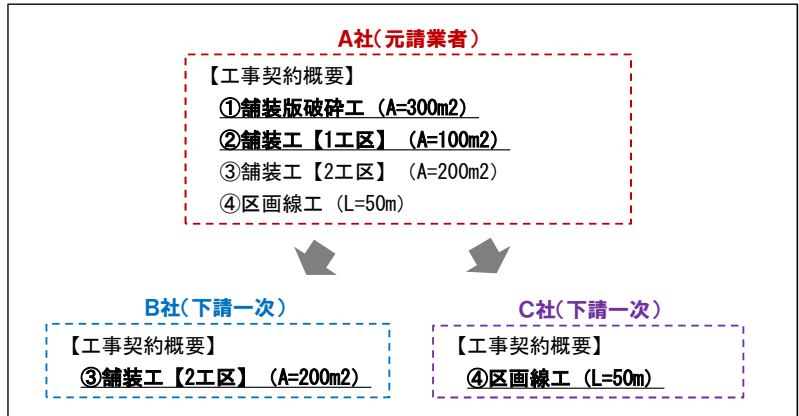 A社(元請業者)
【工事契約概要】
①舗装版破砕工（A=300m2）
②舗装工【1工区】（A=100m2）
③舗装工【2工区】（A=200m2）
④区画線工（L=50m）
B社(下請一次)
【工事契約概要】
③舗装工【2工区】（A=200m2）
C社(下請一次)
【工事契約概要】
④区画線工（L=50m）